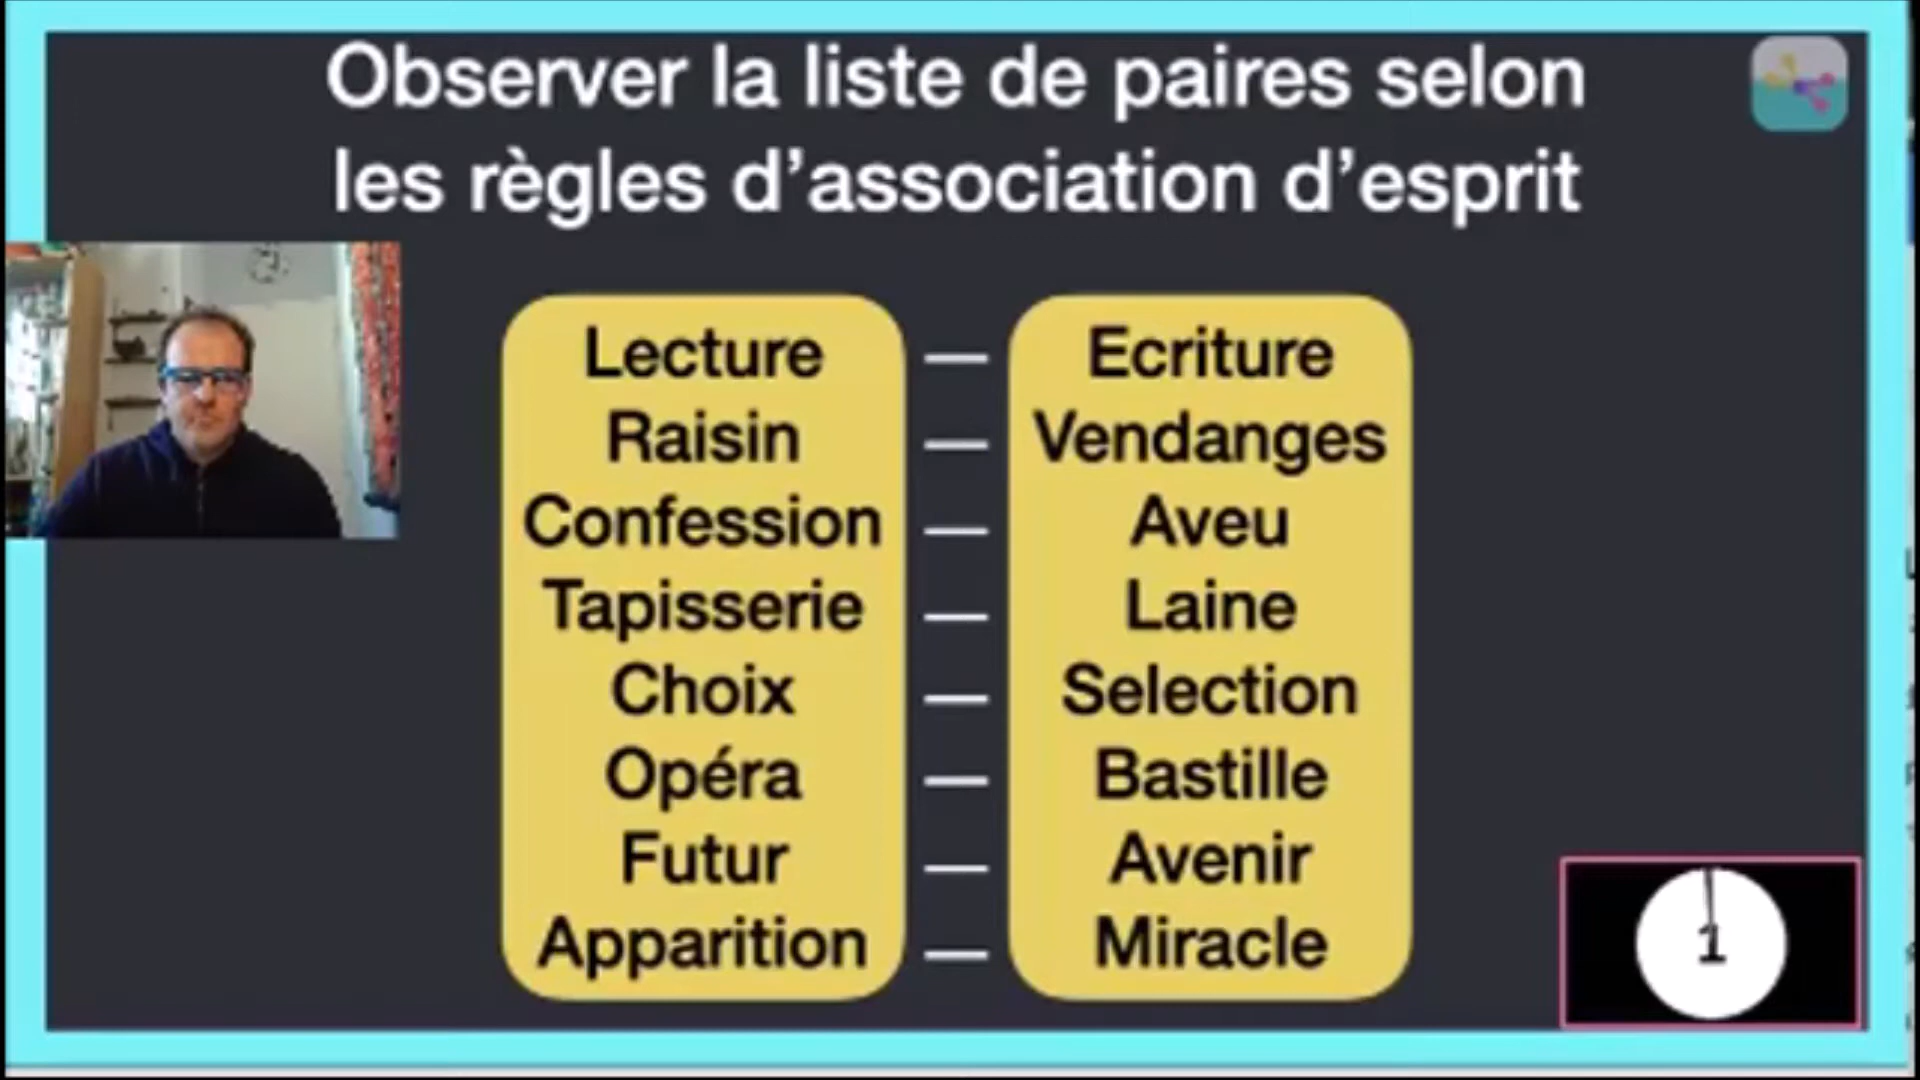 Observer la liste de paires selon
les règles d'association d'esprit
Lecture — Ecriture
Raisin — Vendanges
Confession — Aveu
Tapisserie — Laine
Choix — Selection
Opéra — Bastille
Futur — Avenir
Apparition — Miracle
1